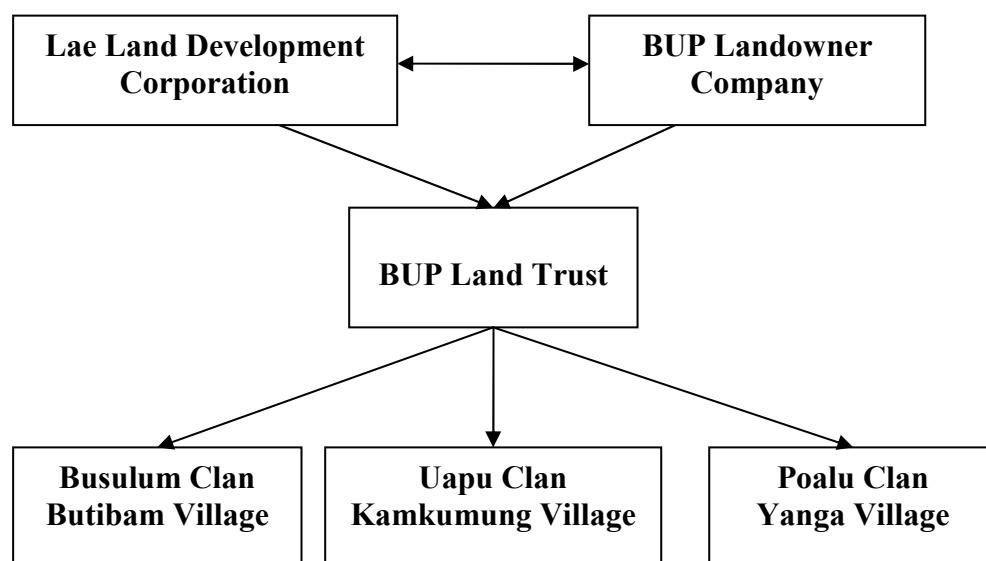 Lae Land Development
Corporation
BUP Landowner
Company
BUP Land Trust
Busulum Clan
Butibam Village
Uapu Clan
Kamkumung Village
Poalu Clan
Yanga Village